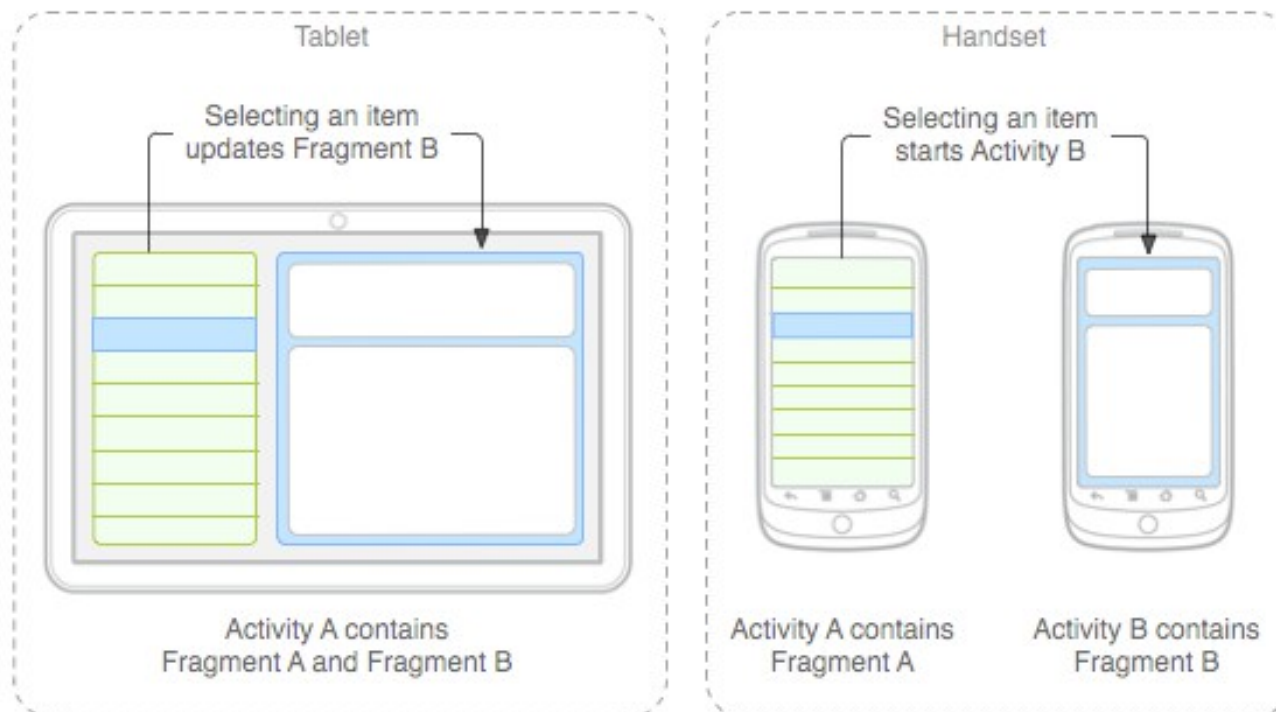 Tablet
Selecting an item
updates Fragment B
Activity A contains
Fragment A and Fragment B
Handset
Selecting an item
starts Activity B
Activity A contains
Fragment A
Activity B contains
Fragment B